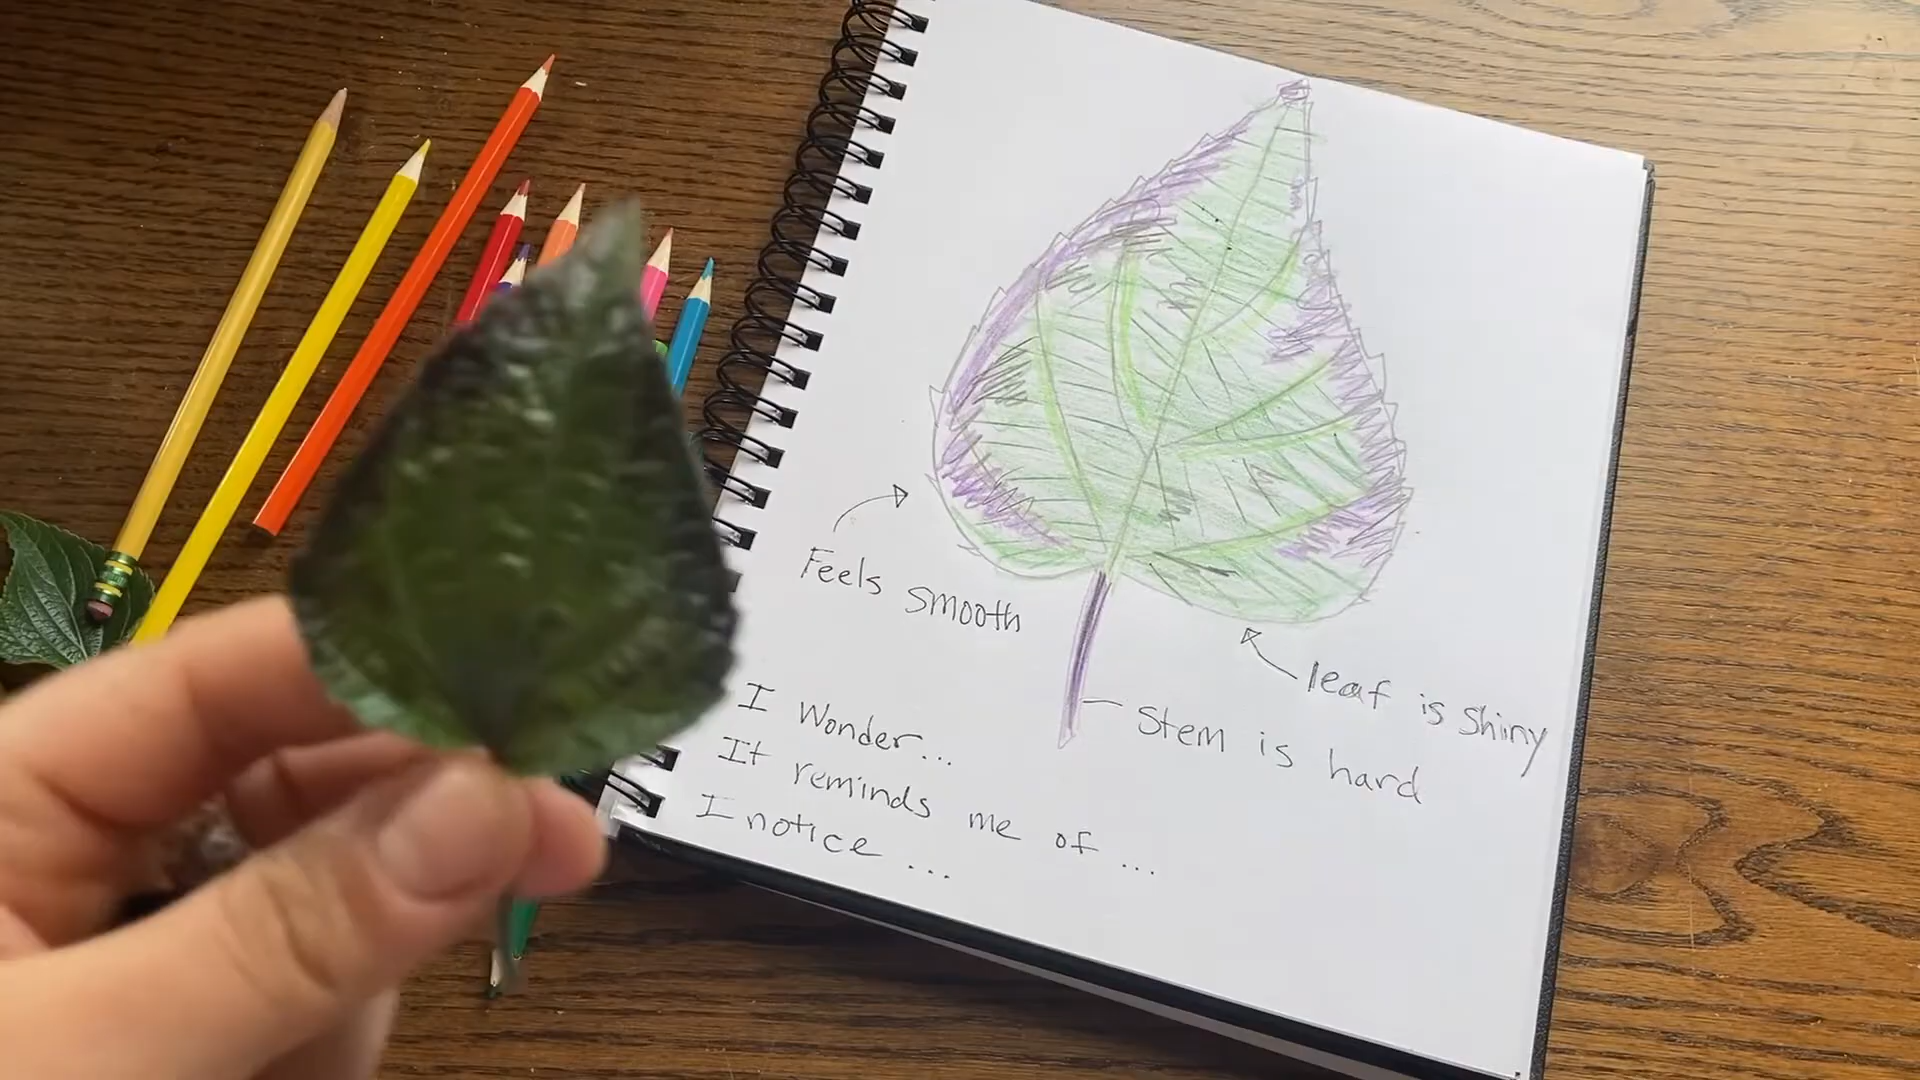 Feels smooth
leaf is Shiny
Stem is hard
I Wonder...
It reminds me of ...
I notice ...